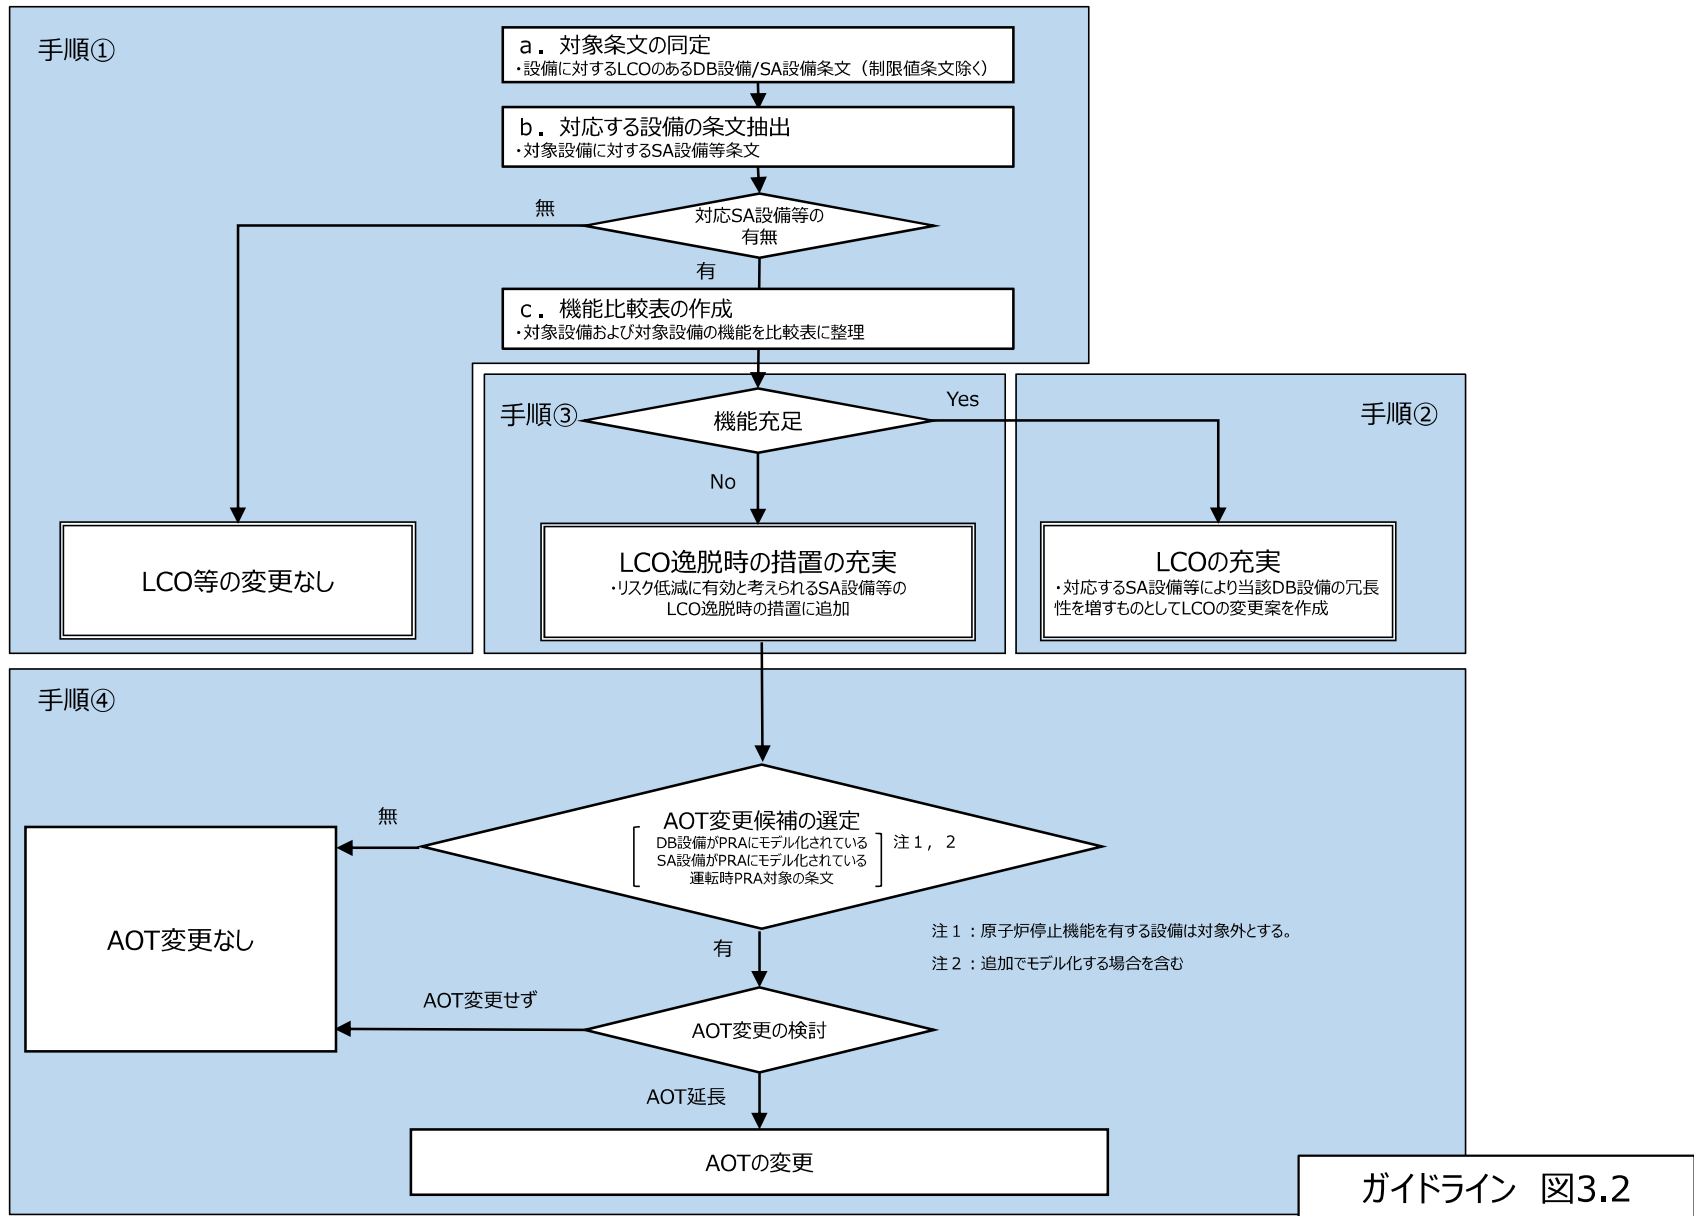 手順①
a．対象条文の同定
・設備に対するLCOのあるDB設備/SA設備条文（制限値条文除く）
b．対応する設備の条文抽出
・対象設備に対するSA設備等条文
対応SA設備等の
有無
無
有
c．機能比較表の作成
・対象設備および対象設備の機能を比較表に整理
手順③
機能充足
Yes
手順②
No
LCO等の変更なし
LCO逸脱時の措置の充実
・リスク低減に有効と考えられるSA設備等の
LCO逸脱時の措置に追加
LCOの充実
・対応するSA設備等により当該DB設備の冗長
性を増すものとしてLCOの変更案を作成
手順④
無
AOT変更候補の選定
DB設備がPRAにモデル化されている
SA設備がPRAにモデル化されている
運転時PRA対象の条文
注１，２
AOT変更なし
有
注１：原子炉停止機能を有する設備は対象外とする。
注２：追加でモデル化する場合を含む
AOT変更せず
AOT変更の検討
AOT延長
AOTの変更
ガイドライン　図3.2